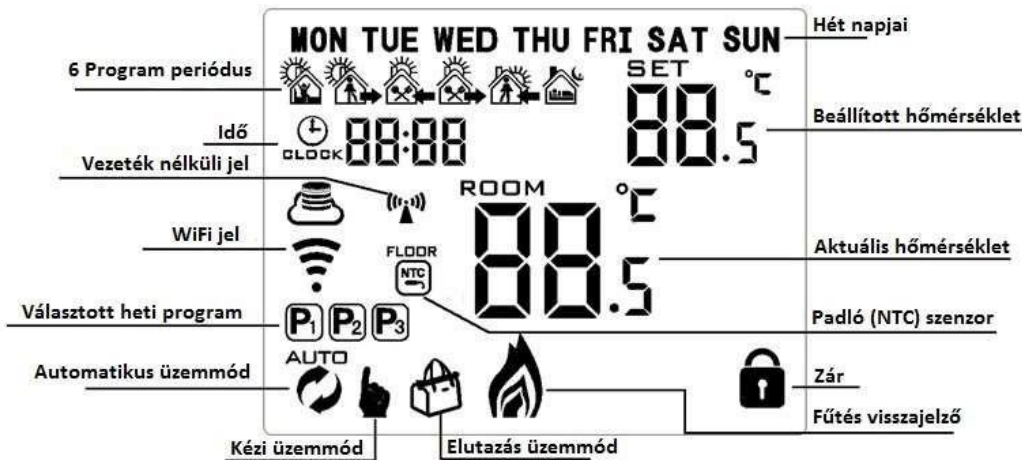 MON TUE WED THU FRI SAT SUN
Hét napjai
6 Program periódus
SET
°C
88.5
Beállított hőmérséklet
Idő
CLOCK
88:88
Vezeték nélküli jel
ROOM
°C
88.5
WiFi jel
FLOOR
NTC
Aktuális hőmérséklet
Választott heti program
P1 P2 P3
Padló (NTC) szenzor
AUTO
Automatikus üzemmód
Zár
Fűtés visszajelző
Kézi üzemmód
Elutazás üzemmód